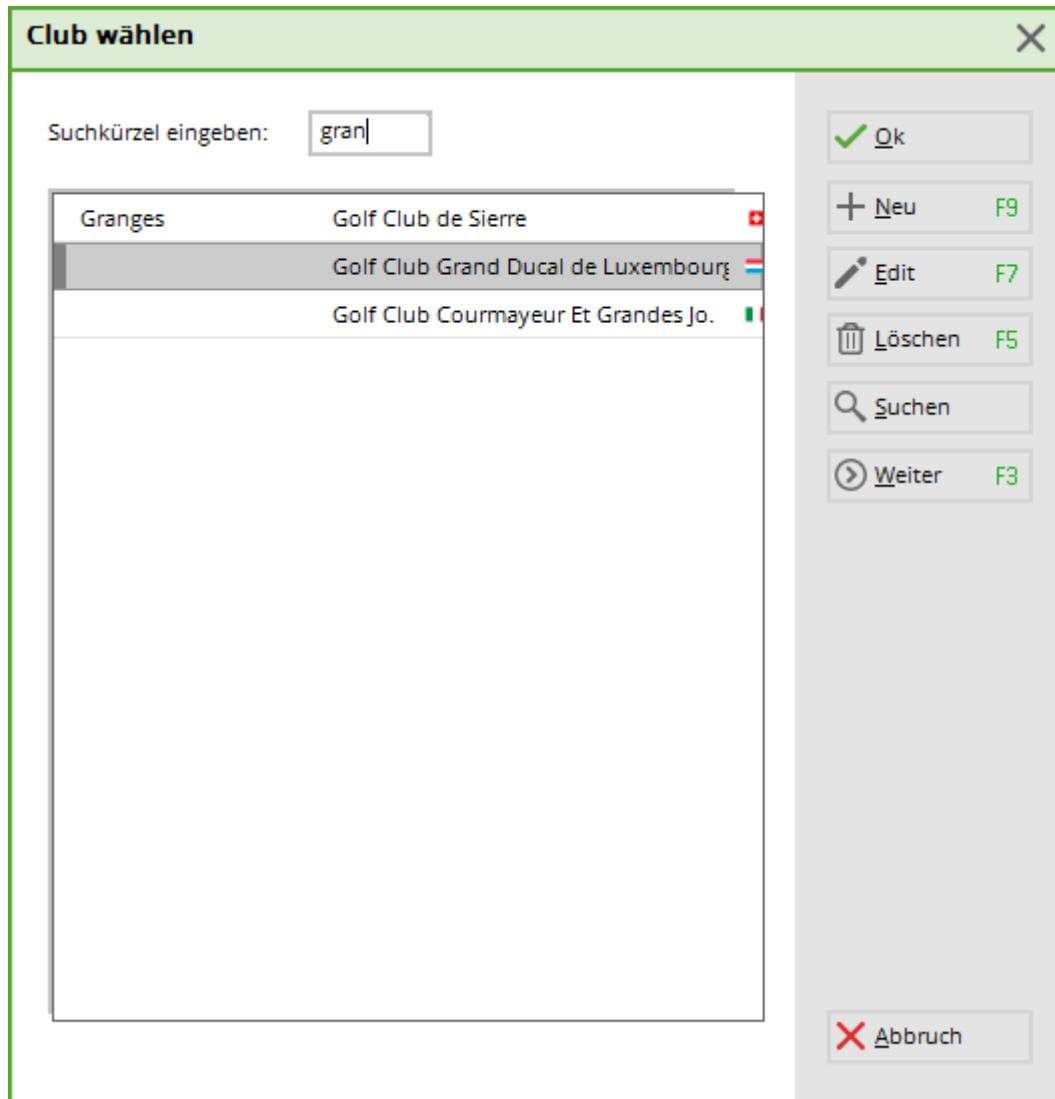 Club wählen
Suchkürzel eingeben: gran
Granges Golf Club de Sierre
Golf Club Grand Ducal de Luxembourg
Golf Club Courmayeur Et Grandes Jo.
Ok
Neu F9
Edit F7
Löschen F5
Suchen
Weiter F3
Abbruch